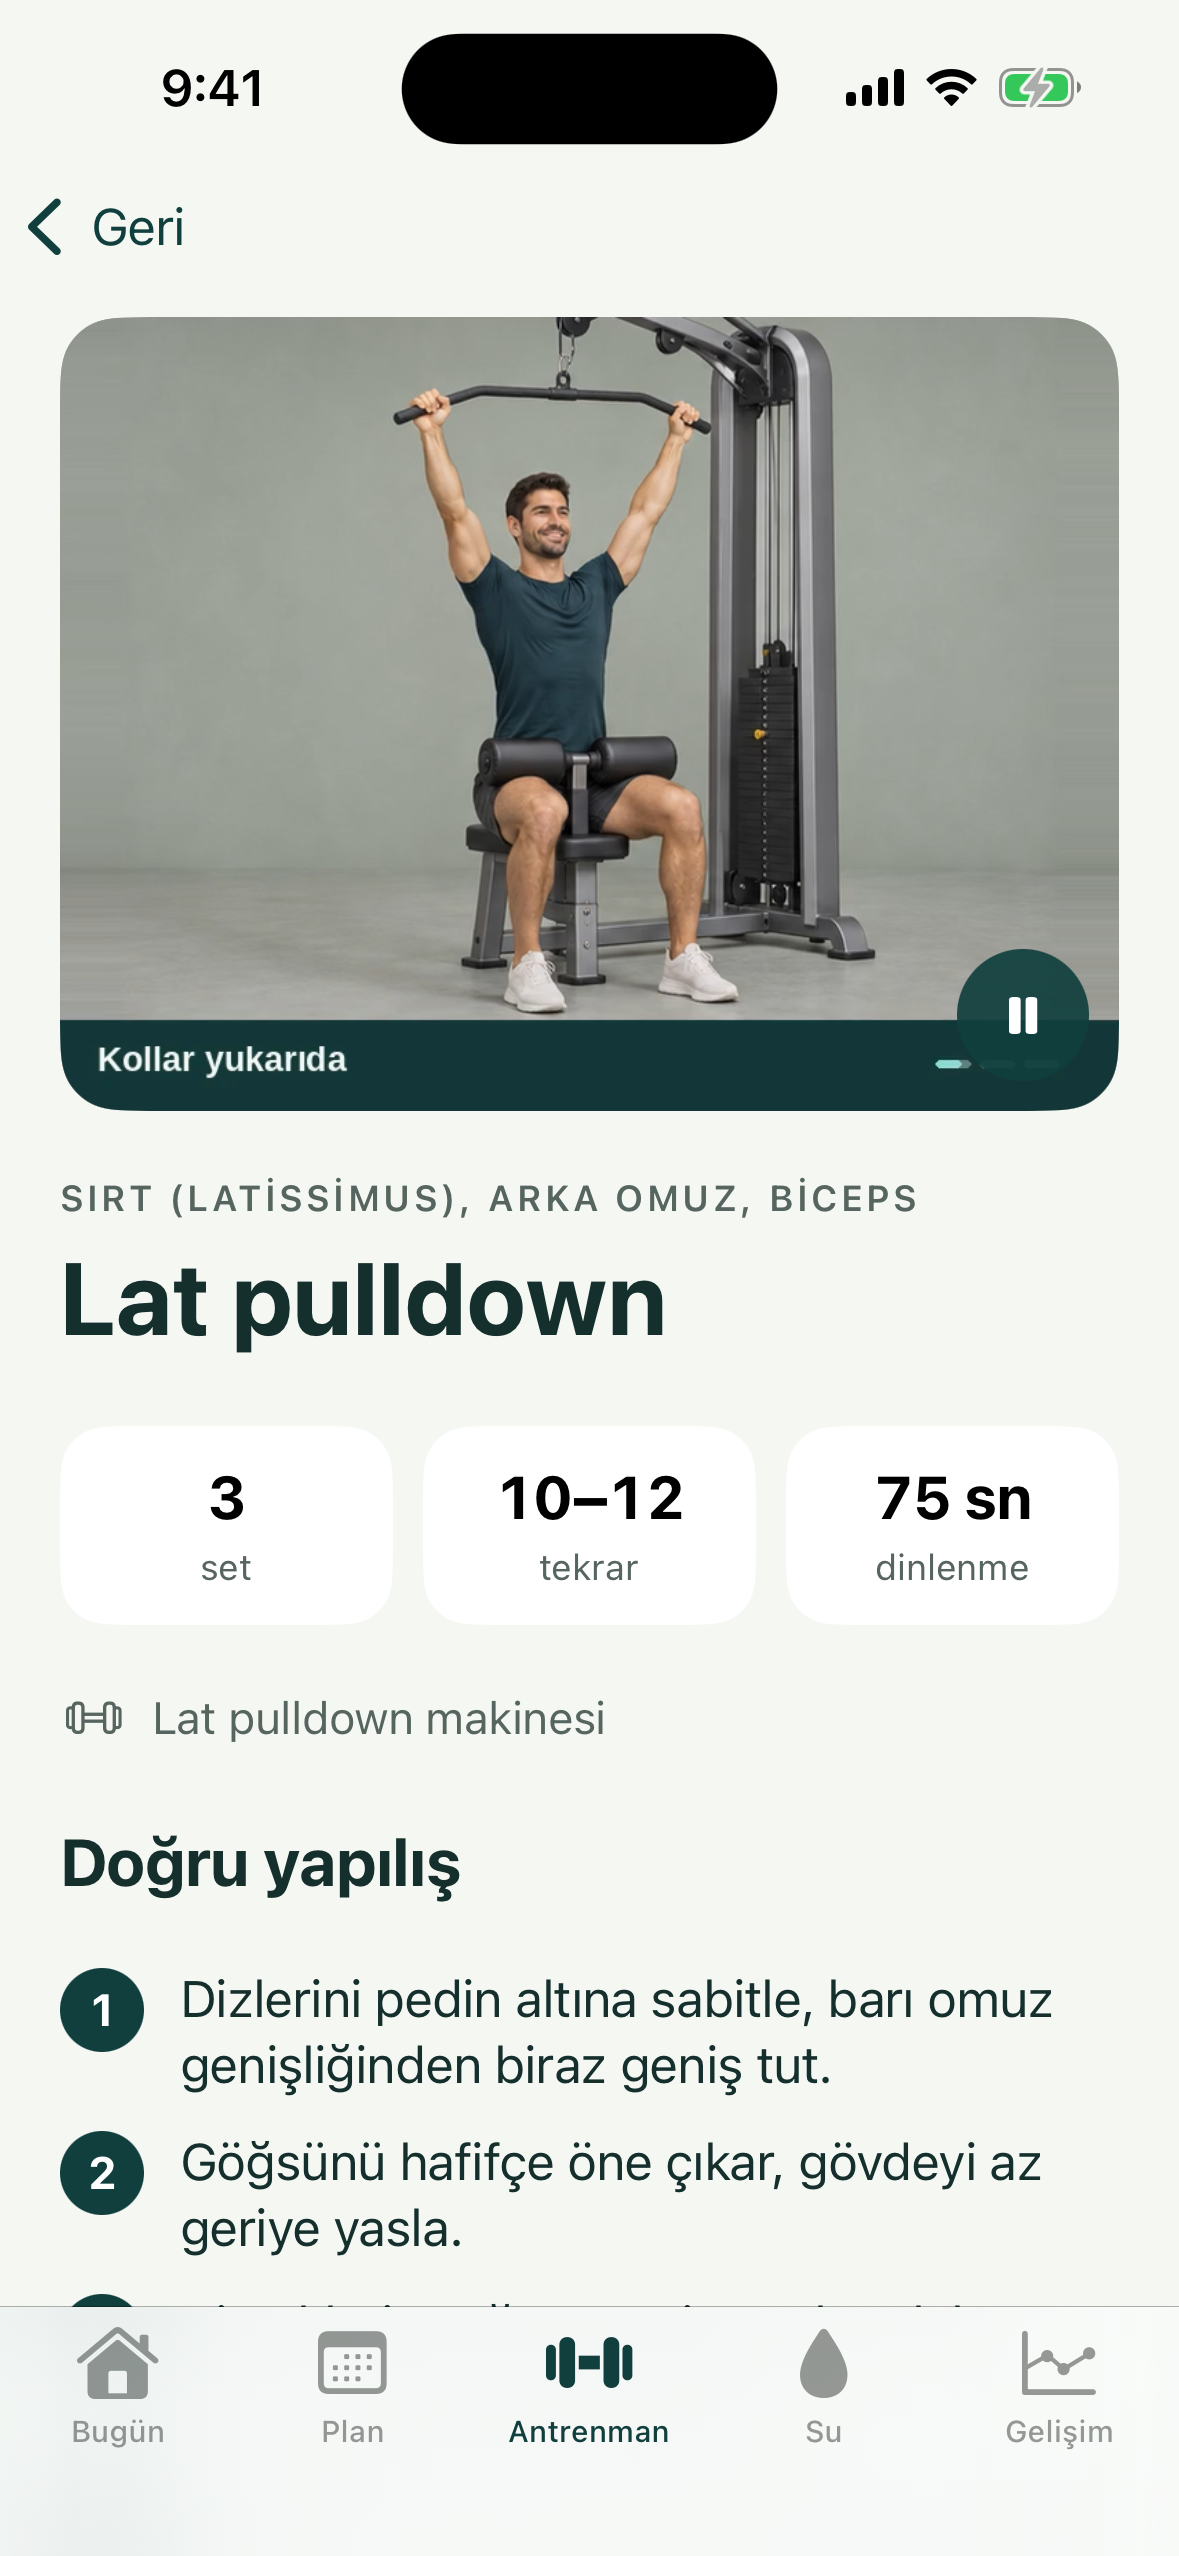 9:41
Geri
Kollar yukarıda
SIRT (LATİSSİMUS), ARKA OMUZ, BİCEPS
Lat pulldown
3
set
10–12
tekrar
75 sn
dinlenme
Lat pulldown makinesi
Doğru yapılış
1 Dizlerini pedin altına sabitle, barı omuz
genişliğinden biraz geniş tut.
2 Göğsünü hafifçe öne çıkar, gövdeyi az
geriye yasla.
Bugün
Plan
Antrenman
Su
Gelişim